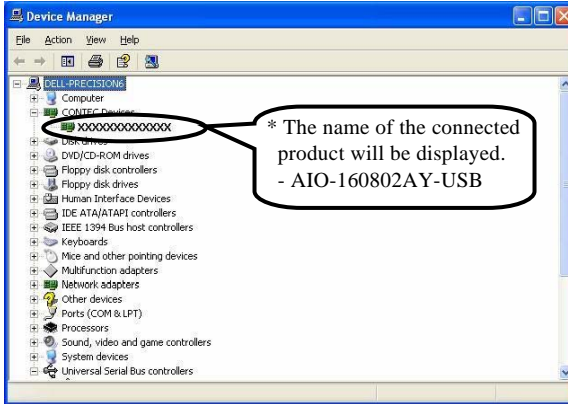 Device Manager
File Action View Help
DELL-PRECISION6
Computer
CONTEC Devices
XXXXXXXXXXXXX
Disk drives
DVD/CD-ROM drives
Floppy disk controllers
Floppy disk drives
Human Interface Devices
IDE ATA/ATAPI controllers
IEEE 1394 Bus host controllers
Keyboards
Mice and other pointing devices
Multifunction adapters
Network adapters
Other devices
Ports (COM & LPT)
Processors
Sound, video and game controllers
System devices
Universal Serial Bus controllers
* The name of the connected
product will be displayed.
- AIO-160802AY-USB